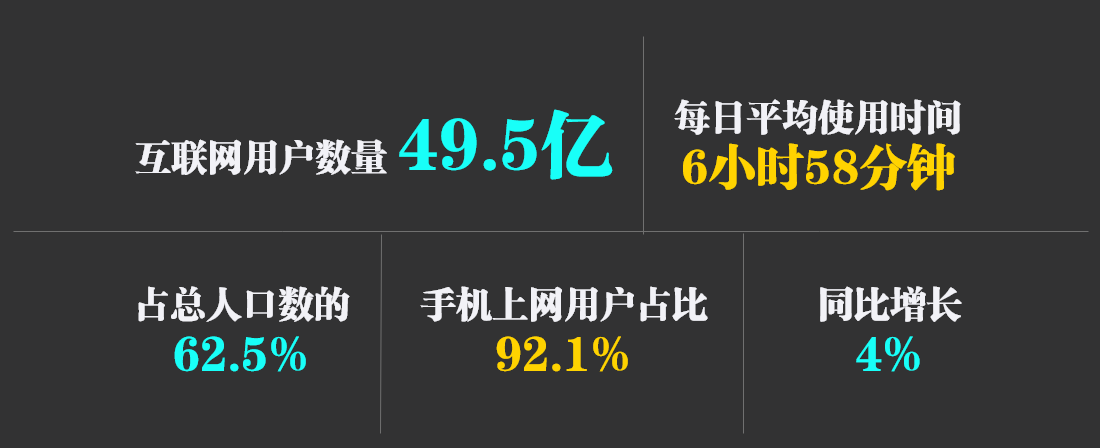 互联网用户数量 49.5亿
每日平均使用时间
6小时58分钟
占总人口数的
62.5%
手机上网用户占比
92.1%
同比增长
4%